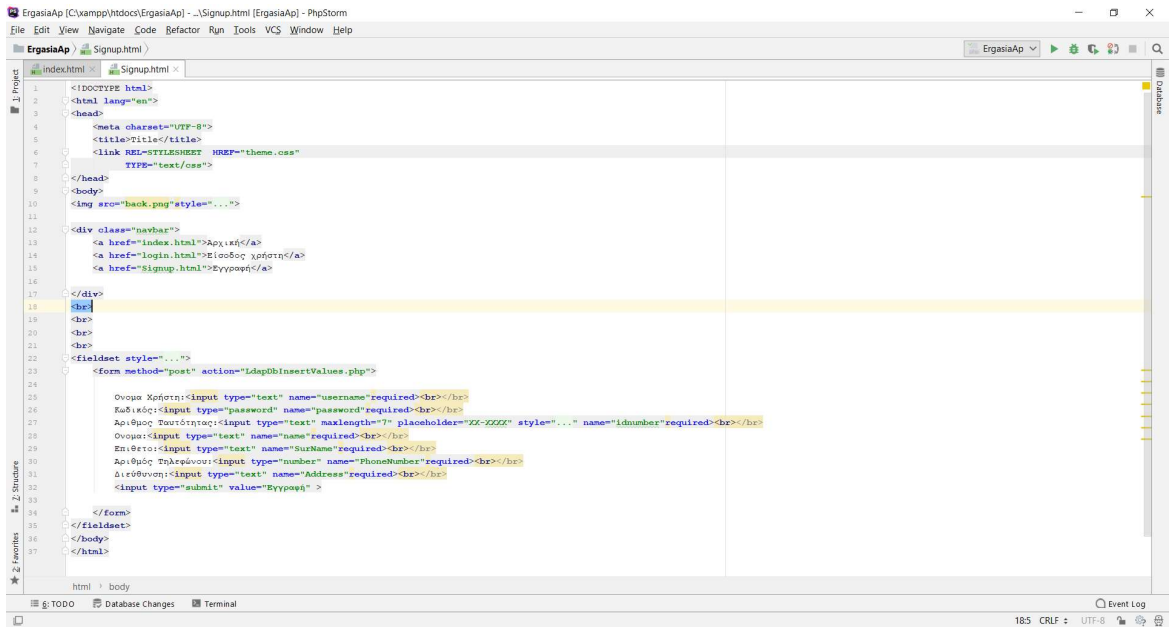 ErgasiaAp [C:\xampp\htdocs\ErgasiaAp] - ...\Signup.html [ErgasiaAp] - PhpStorm
File Edit View Navigate Code Refactor Run Tools VCS Window Help
ErgasiaAp Signup.html ErgasiaAp
index.html Signup.html
1: Project
Database
1 <!DOCTYPE html>
2 <html lang="en">
3 <head>
4 <meta charset="UTF-8">
5 <title>Title</title>
6 <link REL=STYLESHEET HREF="theme.css"
7 TYPE="text/css">
8 </head>
9 <body>
10 <img src="back.png"style="...">
11
12 <div class="navbar">
13 <a href="index.html">Αρχική</a>
14 <a href="login.html">Είσοδος χρήστη</a>
15 <a href="Signup.html">Εγγραφή</a>
16
17 </div>
18 <br>
19 <br>
20 <br>
21 <br>
22 <fieldset style="...">
23 <form method="post" action="LdapDbInsertValues.php">
24
25 Ονομα Χρήστη:<input type="text" name="username"required><br></br>
26 Κωδικός:<input type="password" name="password"required><br></br>
27 Αριθμος Ταυτότητας:<input type="text" maxlength="7" placeholder="XX-XXXX" style="..." name="idnumber"required><br></br>
28 Ονομα:<input type="text" name="name"required><br></br>
29 Επιθετο:<input type="text" name="SurName"required><br></br>
30 Αριθμός Τηλεφώνου:<input type="number" name="PhoneNumber"required><br></br>
31 Διεύθυνση:<input type="text" name="Address"required><br></br>
32 <input type="submit" value="Εγγραφή" >
33
34 </form>
35 </fieldset>
36 </body>
37 </html>
7: Structure
2: Favorites
html body
6: TODO Database Changes Terminal Event Log
18:5 CRLF UTF-8